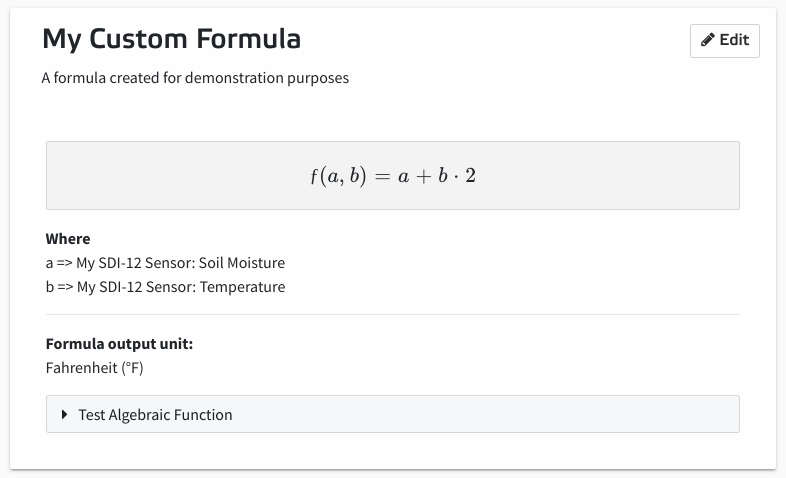 My Custom Formula
Edit
A formula created for demonstration purposes
f(a, b) = a + b · 2
Where
a => My SDI-12 Sensor: Soil Moisture
b => My SDI-12 Sensor: Temperature
Formula output unit:
Fahrenheit (°F)
Test Algebraic Function